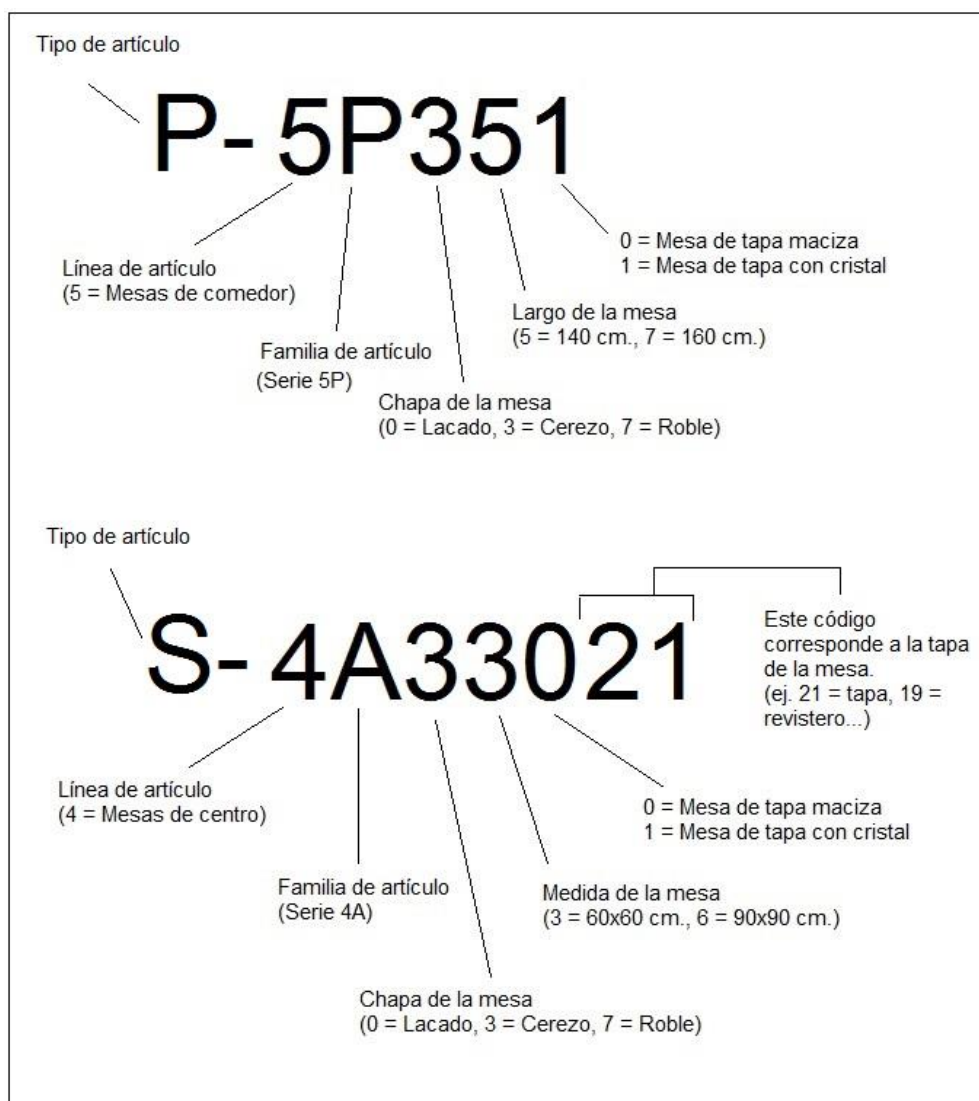 Tipo de artículo
P- 5P351
0 = Mesa de tapa maciza
1 = Mesa de tapa con cristal
Línea de artículo
(5 = Mesas de comedor)
Largo de la mesa
(5 = 140 cm., 7 = 160 cm.)
Familia de artículo
(Serie 5P)
Chapa de la mesa
(0 = Lacado, 3 = Cerezo, 7 = Roble)
Tipo de artículo
S- 4A33021
Este código
corresponde a la tapa
de la mesa.
(ej. 21 = tapa, 19 =
revistero...)
Línea de artículo
(4 = Mesas de centro)
0 = Mesa de tapa maciza
1 = Mesa de tapa con cristal
Familia de artículo
(Serie 4A)
Medida de la mesa
(3 = 60x60 cm., 6 = 90x90 cm.)
Chapa de la mesa
(0 = Lacado, 3 = Cerezo, 7 = Roble)